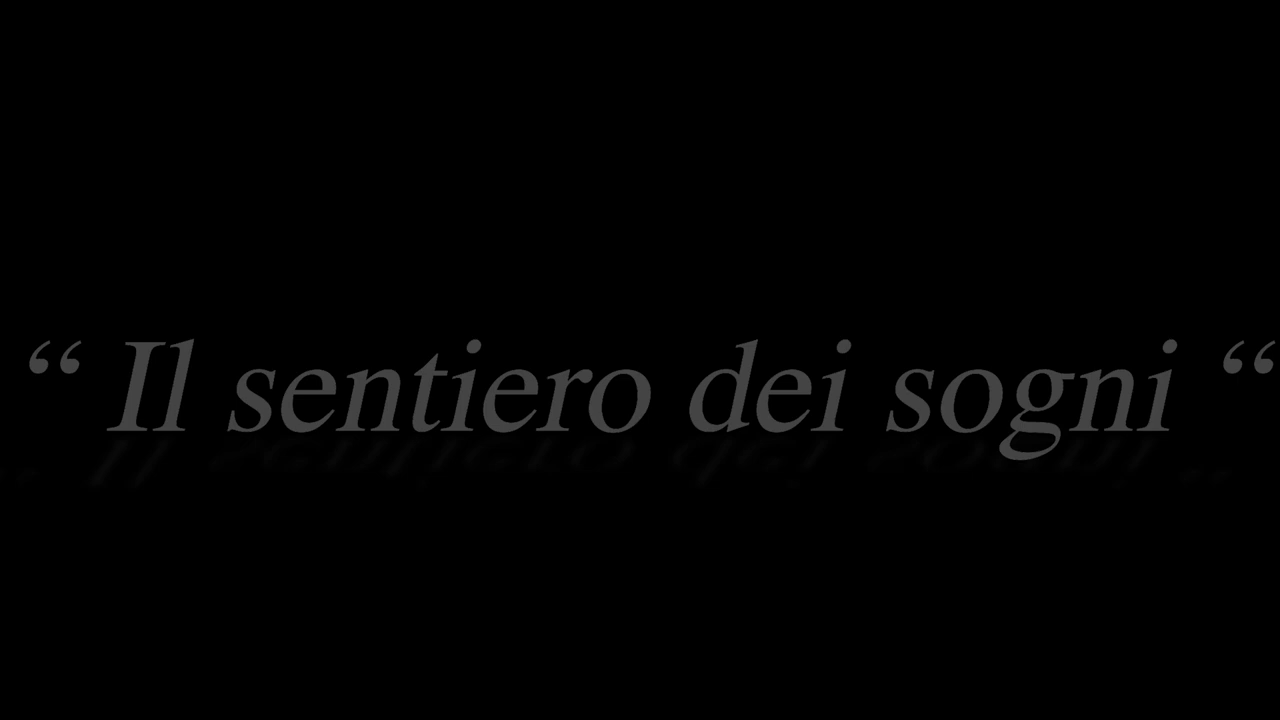 “ Il sentiero dei sogni “